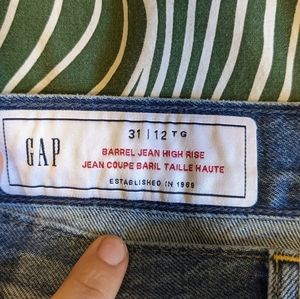 GAP
31 | 12 TG
BARREL JEAN HIGH RISE
JEAN COUPE BARIL TAILLE HAUTE
ESTABLISHED IN 1969